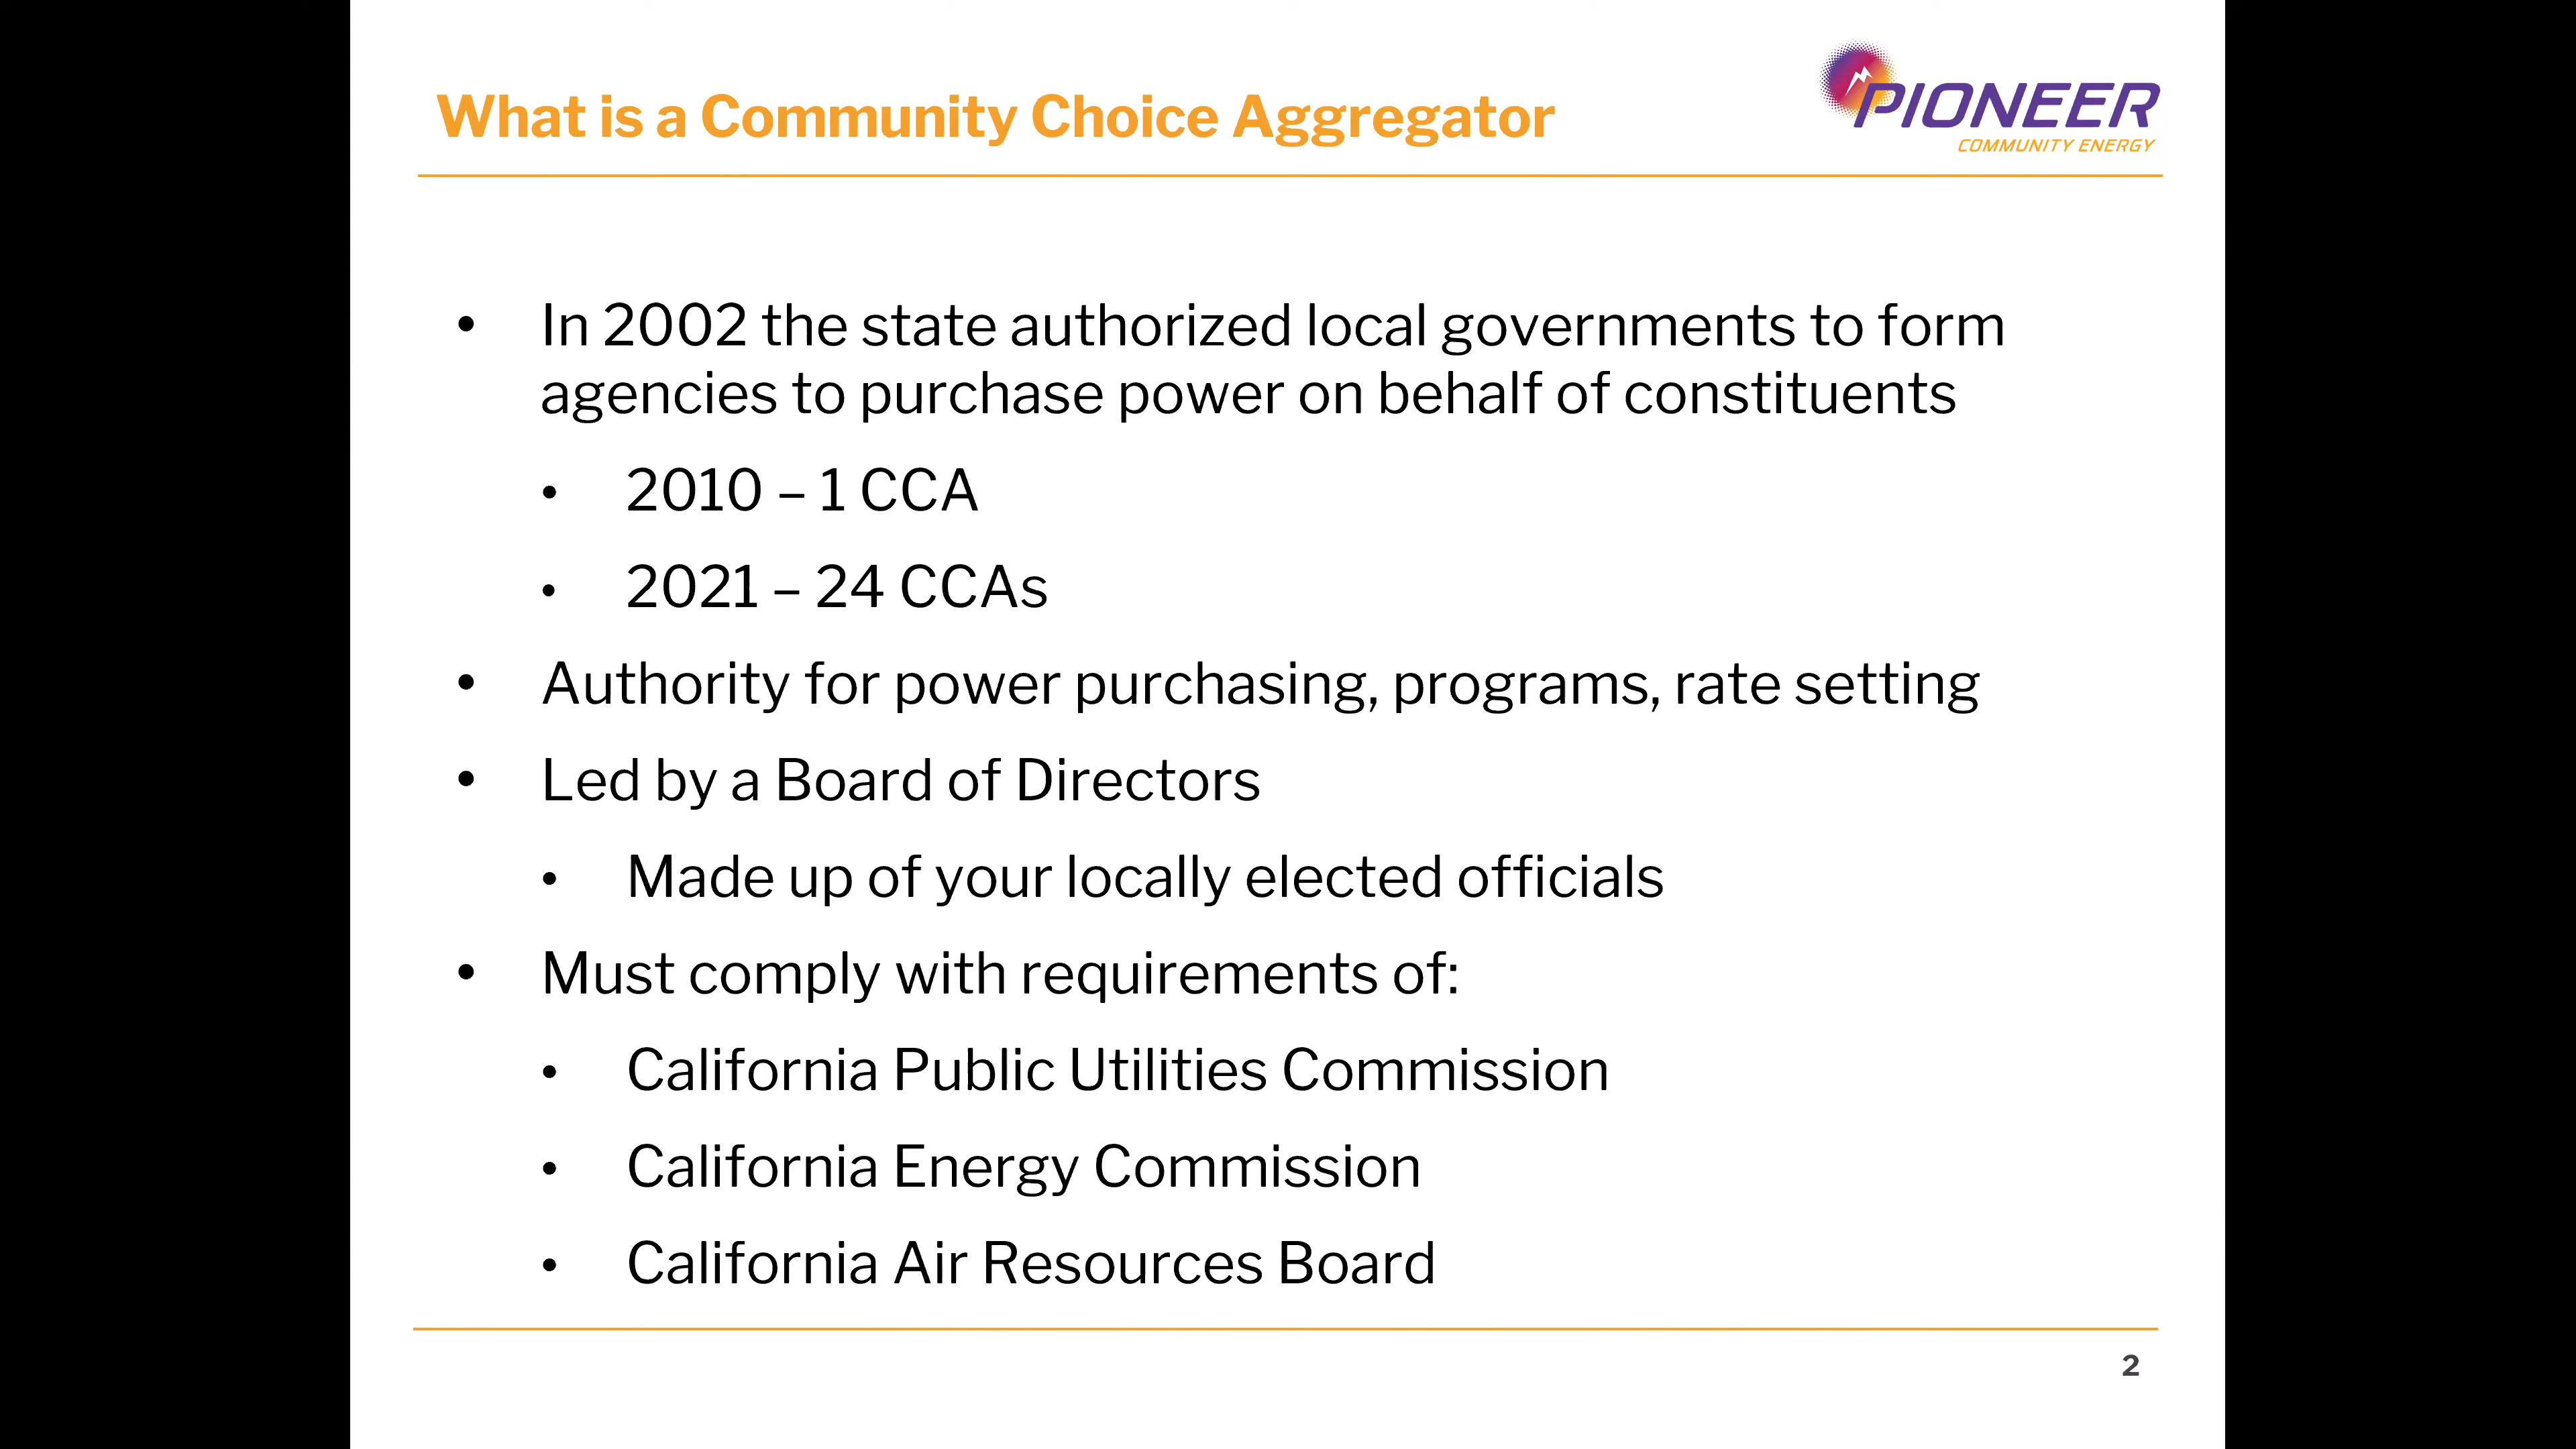 What is a Community Choice Aggregator
PIONEER
COMMUNITY ENERGY
• In 2002 the state authorized local governments to form
agencies to purchase power on behalf of constituents
• 2010 – 1 CCA
• 2021 – 24 CCAs
• Authority for power purchasing, programs, rate setting
• Led by a Board of Directors
• Made up of your locally elected officials
• Must comply with requirements of:
• California Public Utilities Commission
• California Energy Commission
• California Air Resources Board
2